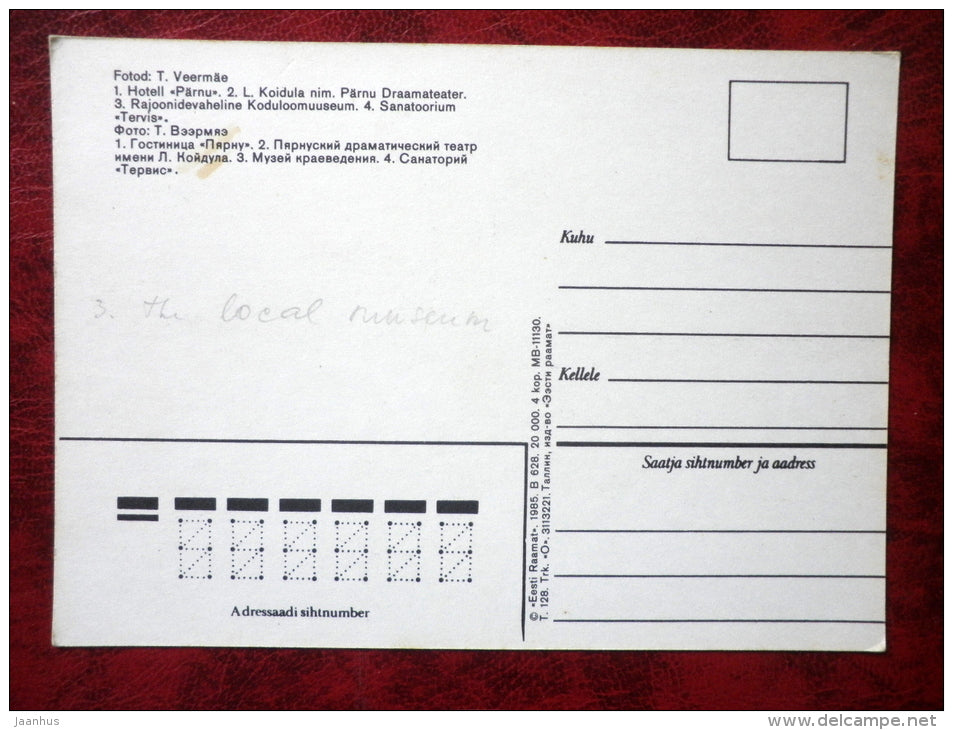 Fotod: T. Veermäe
1. Hotell «Pärnu». 2. L. Koidula nim. Pärnu Draamateater.
3. Rajoonidevaheline Koduloomuuseum. 4. Sanatoorium
«Tervis».
Фото: Т. Вээрмяэ
1. Гостиница «Пярну». 2. Пярнуский драматический театр
имени Л. Койдула. 3. Музей краеведения. 4. Санаторий
«Тервис».
3. the local museum
Kuhu
Kellele
Saatja sihtnumber ja aadress
© «Eesti Raamat». 1985. B 628. 20 000. 4 kop. MB-11130.
T. 128. Trk. «O». 3113221. Таллин, изд-во «Ээсти раамат»
Adressaadi sihtnumber
jaanhus
www.delcampe.net